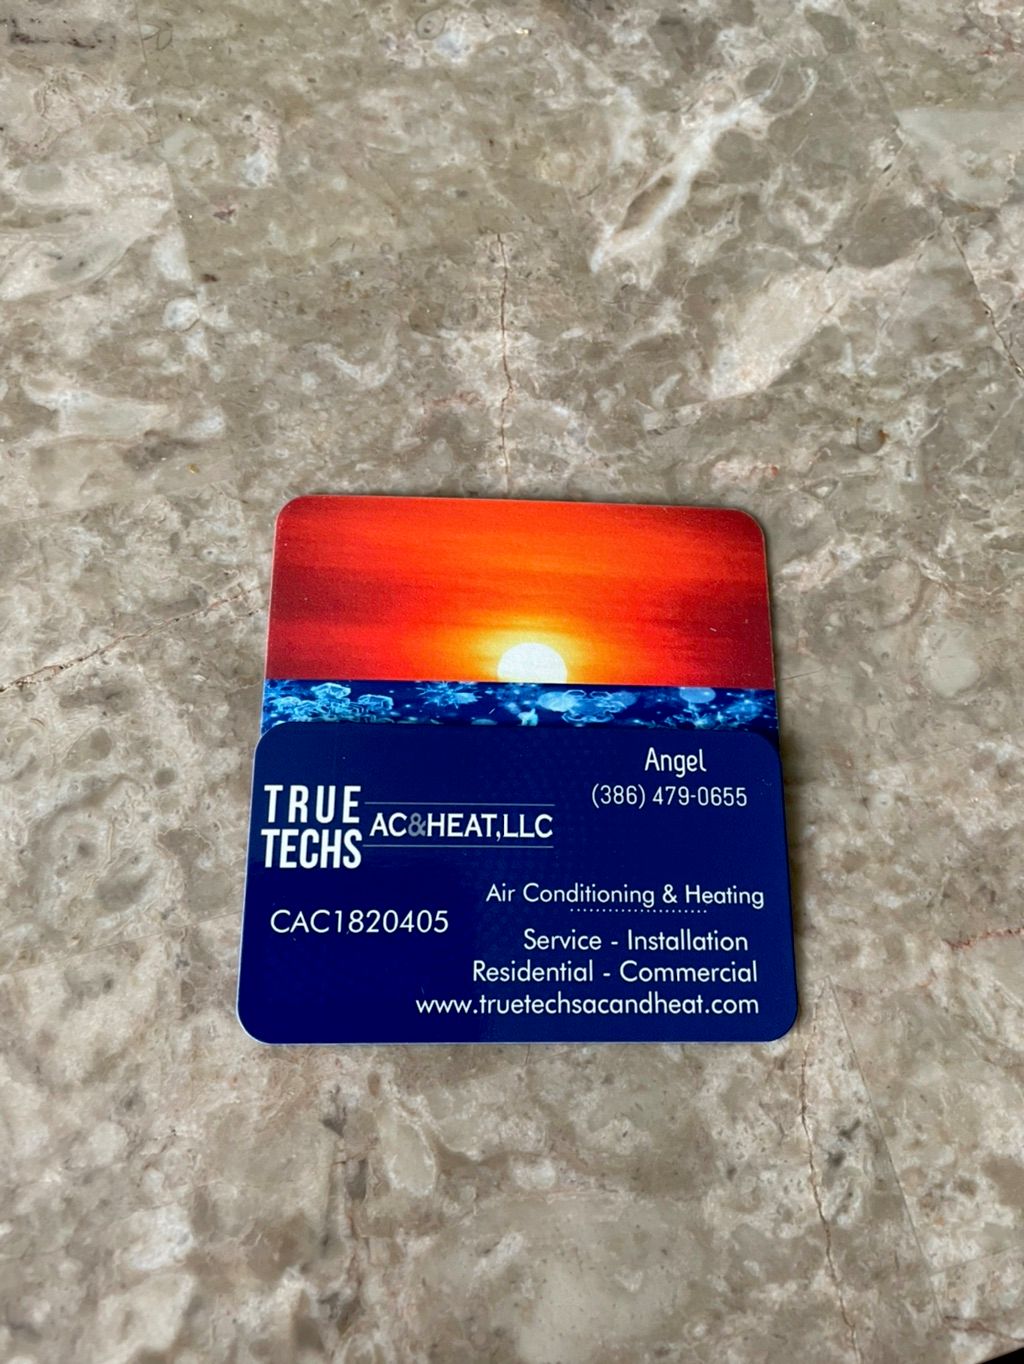 Angel
(386) 479-0655
TRUE
TECHS
AC&HEAT,LLC
CAC1820405
Air Conditioning & Heating
Service - Installation
Residential - Commercial
www.truetechsacandheat.com